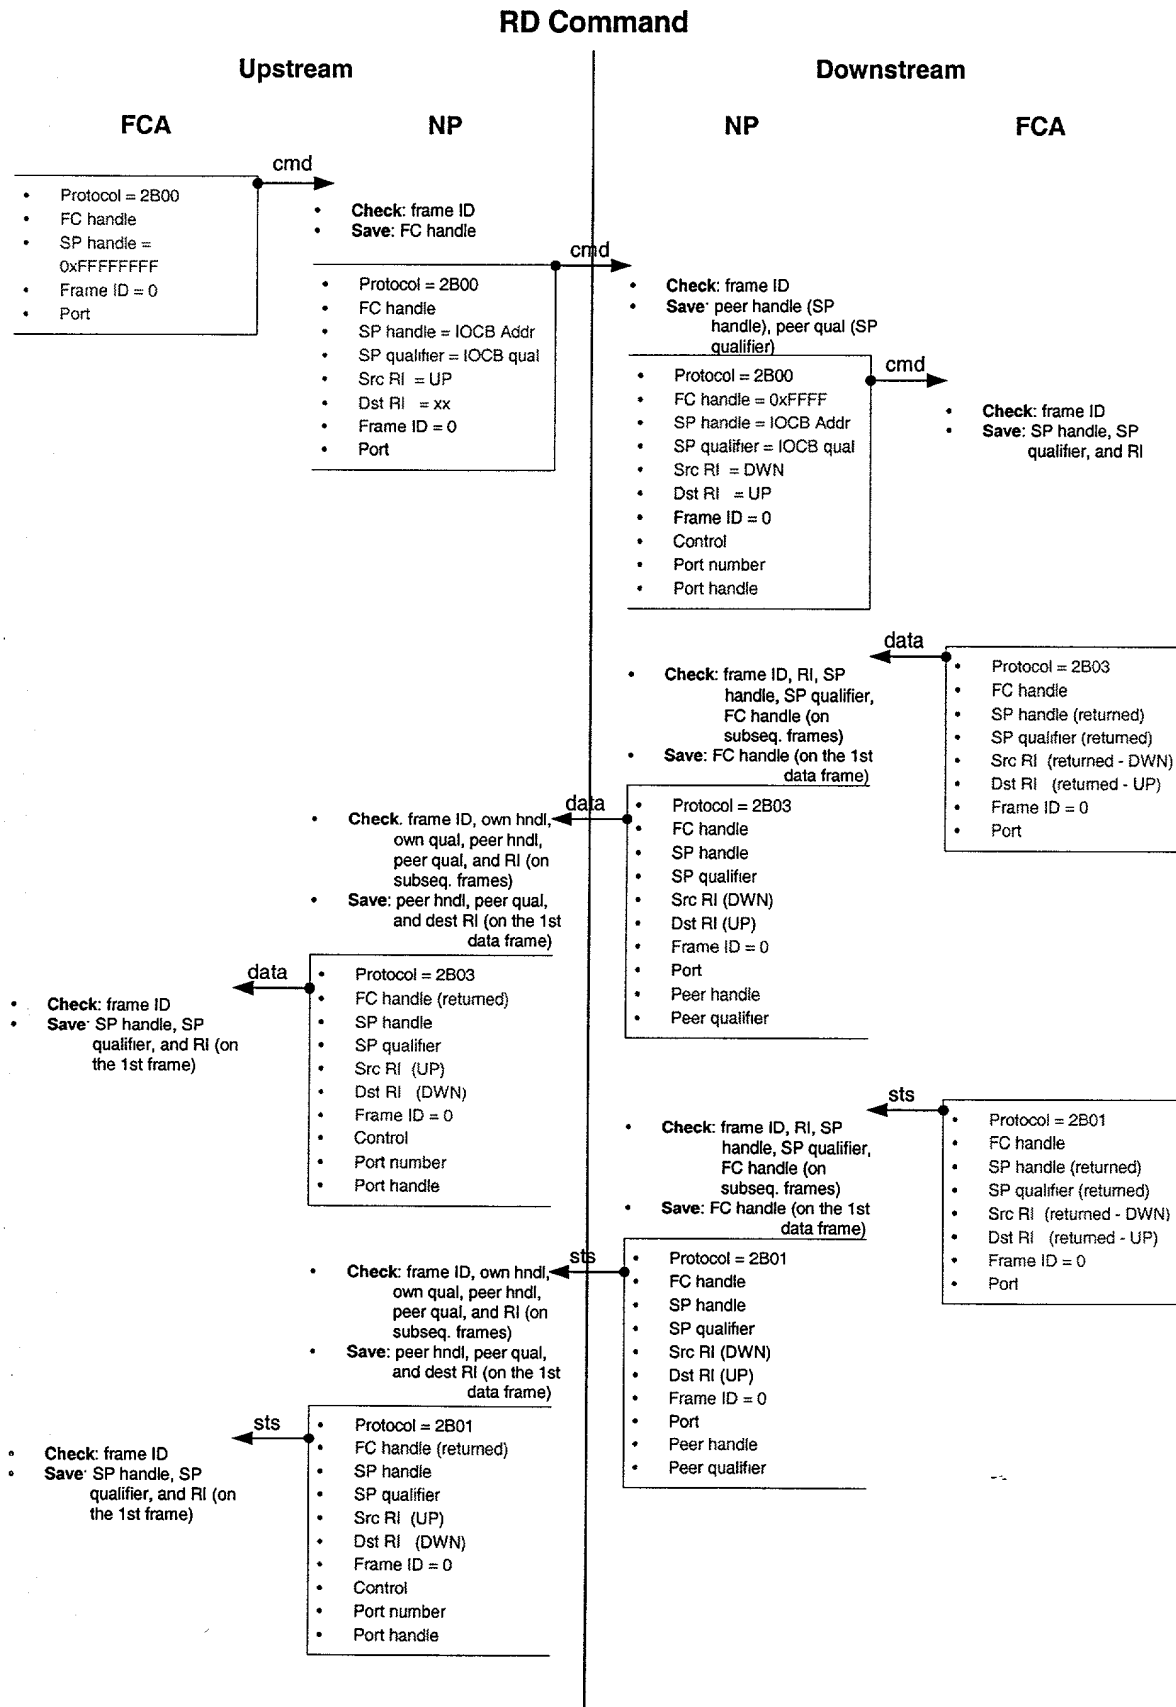 RD Command
Upstream
Downstream
FCA
NP
NP
FCA
cmd
• Protocol = 2B00
• FC handle
• SP handle =
0xFFFFFFFF
• Frame ID = 0
• Port
• Check: frame ID
• Save: FC handle
cmd
• Protocol = 2B00
• FC handle
• SP handle = IOCB Addr
• SP qualifier = IOCB qual
• Src RI = UP
• Dst RI = xx
• Frame ID = 0
• Port
• Check: frame ID
• Save: peer handle (SP
handle), peer qual (SP
qualifier)
cmd
• Protocol = 2B00
• FC handle = 0xFFFF
• SP handle = IOCB Addr
• SP qualifier = IOCB qual
• Src RI = DWN
• Dst RI = UP
• Frame ID = 0
• Control
• Port number
• Port handle
• Check: frame ID
• Save: SP handle, SP
qualifier, and RI
data
• Protocol = 2B03
• FC handle
• SP handle (returned)
• SP qualifier (returned)
• Src RI (returned - DWN)
• Dst RI (returned - UP)
• Frame ID = 0
• Port
• Check: frame ID, RI, SP
handle, SP qualifier,
FC handle (on
subseq. frames)
• Save: FC handle (on the 1st
data frame)
data
• Protocol = 2B03
• FC handle
• SP handle
• SP qualifier
• Src RI (DWN)
• Dst RI (UP)
• Frame ID = 0
• Port
• Peer handle
• Peer qualifier
• Check. frame ID, own hndl,
own qual, peer hndl,
peer qual, and RI (on
subseq. frames)
• Save: peer hndl, peer qual,
and dest RI (on the 1st
data frame)
data
• Protocol = 2B03
• FC handle (returned)
• SP handle
• SP qualifier
• Src RI (UP)
• Dst RI (DWN)
• Frame ID = 0
• Control
• Port number
• Port handle
• Check: frame ID
• Save: SP handle, SP
qualifier, and RI (on
the 1st frame)
sts
• Protocol = 2B01
• FC handle
• SP handle (returned)
• SP qualifier (returned)
• Src RI (returned - DWN)
• Dst RI (returned - UP)
• Frame ID = 0
• Port
• Check: frame ID, RI, SP
handle, SP qualifier,
FC handle (on
subseq. frames)
• Save: FC handle (on the 1st
data frame)
sts
• Protocol = 2B01
• FC handle
• SP handle
• SP qualifier
• Src RI (DWN)
• Dst RI (UP)
• Frame ID = 0
• Port
• Peer handle
• Peer qualifier
• Check: frame ID, own hndl,
own qual, peer hndl,
peer qual, and RI (on
subseq. frames)
• Save: peer hndl, peer qual,
and dest RI (on the 1st
data frame)
sts
• Protocol = 2B01
• FC handle (returned)
• SP handle
• SP qualifier
• Src RI (UP)
• Dst RI (DWN)
• Frame ID = 0
• Control
• Port number
• Port handle
• Check: frame ID
• Save: SP handle, SP
qualifier, and RI (on
the 1st frame)